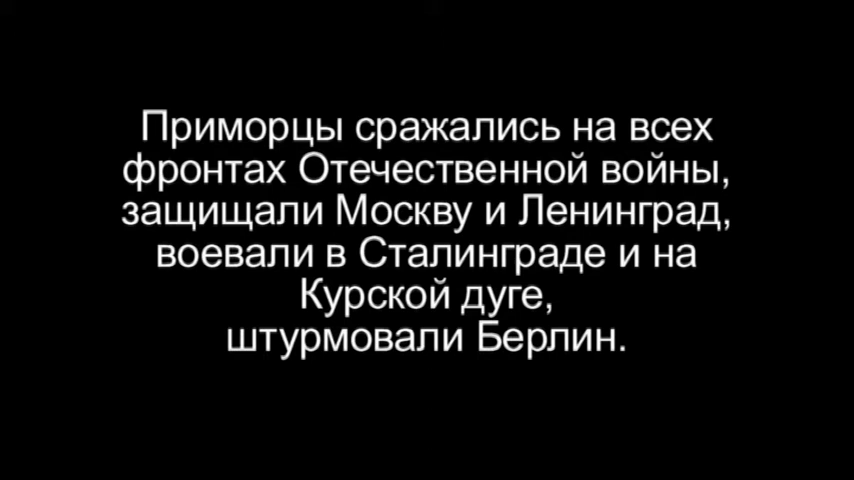 Приморцы сражались на всех
фронтах Отечественной войны,
защищали Москву и Ленинград,
воевали в Сталинграде и на
Курской дуге,
штурмовали Берлин.